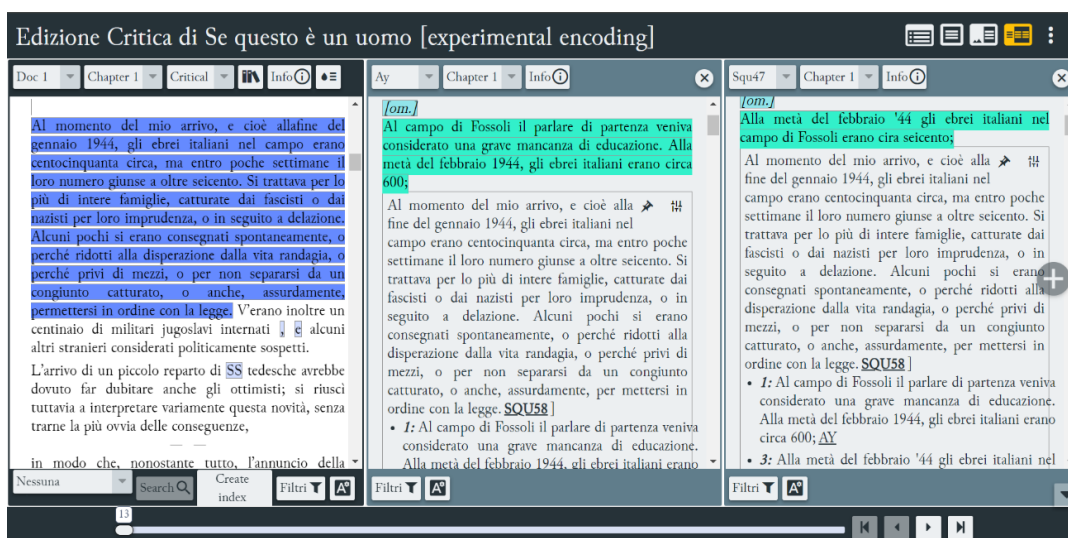 Edizione Critica di Se questo è un uomo [experimental encoding]
Doc 1 Chapter 1 Critical Info
Al momento del mio arrivo, e cioè allafine del
gennaio 1944, gli ebrei italiani nel campo erano
centocinquanta circa, ma entro poche settimane il
loro numero giunse a oltre seicento. Si trattava per lo
più di intere famiglie, catturate dai fascisti o dai
nazisti per loro imprudenza, o in seguito a delazione.
Alcuni pochi si erano consegnati spontaneamente, o
perché ridotti alla disperazione dalla vita randagia, o
perché privi di mezzi, o per non separarsi da un
congiunto catturato, o anche, assurdamente,
permettersi in ordine con la legge. V'erano inoltre un
centinaio di militari jugoslavi internati , e alcuni
altri stranieri considerati politicamente sospetti.
L'arrivo di un piccolo reparto di SS tedesche avrebbe
dovuto far dubitare anche gli ottimisti; si riuscì
tuttavia a interpretare variamente questa novità, senza
trarne la più ovvia delle conseguenze,
— —
in modo che, nonostante tutto, l'annuncio della
Nessuna Search Create index Filtri A
Ay Chapter 1 Info
[om.]
Al campo di Fossoli il parlare di partenza veniva
considerato una grave mancanza di educazione. Alla
metà del febbraio 1944, gli ebrei italiani erano circa
600;
Al momento del mio arrivo, e cioè alla
fine del gennaio 1944, gli ebrei italiani nel
campo erano centocinquanta circa, ma entro poche
settimane il loro numero giunse a oltre seicento. Si
trattava per lo più di intere famiglie, catturate dai
fascisti o dai nazisti per loro imprudenza, o in
seguito a delazione. Alcuni pochi si erano
consegnati spontaneamente, o perché ridotti alla
disperazione dalla vita randagia, o perché privi di
mezzi, o per non separarsi da un congiunto
catturato, o anche, assurdamente, per mettersi in
ordine con la legge. SQU58 ]
• 1: Al campo di Fossoli il parlare di partenza veniva
considerato una grave mancanza di educazione.
Alla metà del febbraio 1944, gli ebrei italiani erano
Filtri A
Squ47 Chapter 1 Info
[om.]
Alla metà del febbraio '44 gli ebrei italiani nel
campo di Fossoli erano cira seicento;
Al momento del mio arrivo, e cioè alla
fine del gennaio 1944, gli ebrei italiani nel
campo erano centocinquanta circa, ma entro poche
settimane il loro numero giunse a oltre seicento. Si
trattava per lo più di intere famiglie, catturate dai
fascisti o dai nazisti per loro imprudenza, o in
seguito a delazione. Alcuni pochi si erano
consegnati spontaneamente, o perché ridotti alla
disperazione dalla vita randagia, o perché privi di
mezzi, o per non separarsi da un congiunto
catturato, o anche, assurdamente, per mettersi in
ordine con la legge. SQU58 ]
• 1: Al campo di Fossoli il parlare di partenza veniva
considerato una grave mancanza di educazione.
Alla metà del febbraio 1944, gli ebrei italiani erano
circa 600; AY
• 3: Alla metà del febbraio '44 gli ebrei italiani nel
Filtri A
13